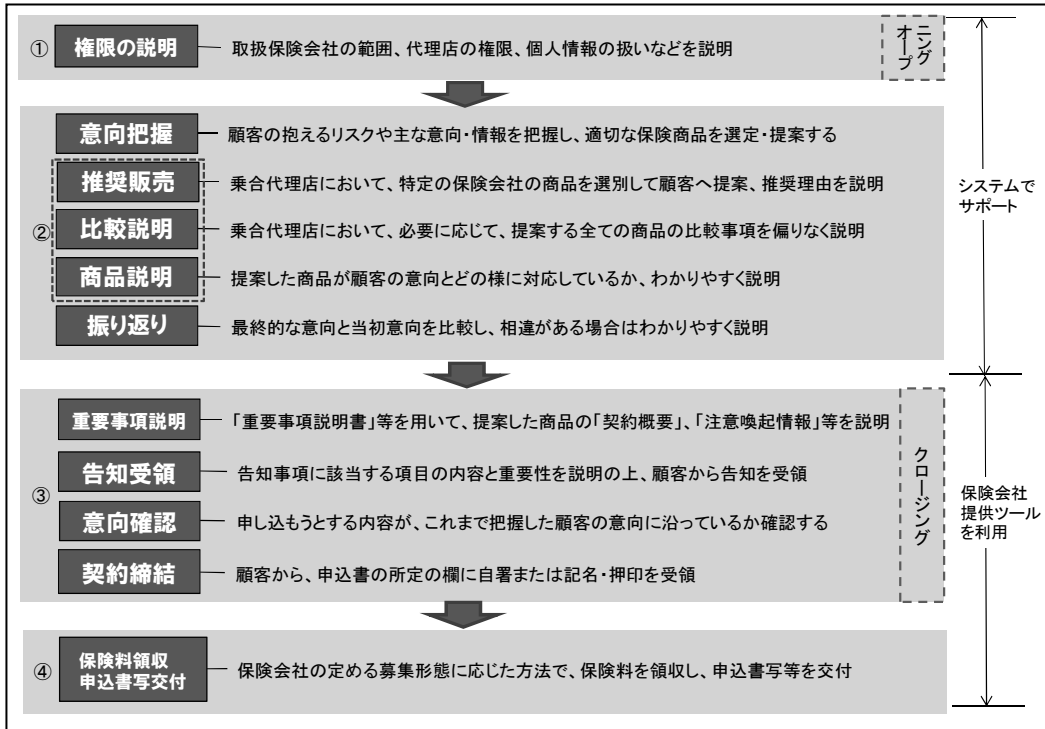 ①
権限の説明
取扱保険会社の範囲、代理店の権限、個人情報の扱いなどを説明
オープ
ニング
意向把握
顧客の抱えるリスクや主な意向・情報を把握し、適切な保険商品を選定・提案する
推奨販売
乗合代理店において、特定の保険会社の商品を選別して顧客へ提案、推奨理由を説明
システムで
サポート
②
比較説明
乗合代理店において、必要に応じて、提案する全ての商品の比較事項を偏りなく説明
商品説明
提案した商品が顧客の意向とどの様に対応しているか、わかりやすく説明
振り返り
最終的な意向と当初意向を比較し、相違がある場合はわかりやすく説明
重要事項説明
「重要事項説明書」等を用いて、提案した商品の「契約概要」、「注意喚起情報」等を説明
告知受領
告知事項に該当する項目の内容と重要性を説明の上、顧客から告知を受領
③
クロージング
保険会社
提供ツール
を利用
意向確認
申し込もうとする内容が、これまで把握した顧客の意向に沿っているか確認する
契約締結
顧客から、申込書の所定の欄に自署または記名・押印を受領
④
保険料領収
申込書写交付
保険会社の定める募集形態に応じた方法で、保険料を領収し、申込書写等を交付